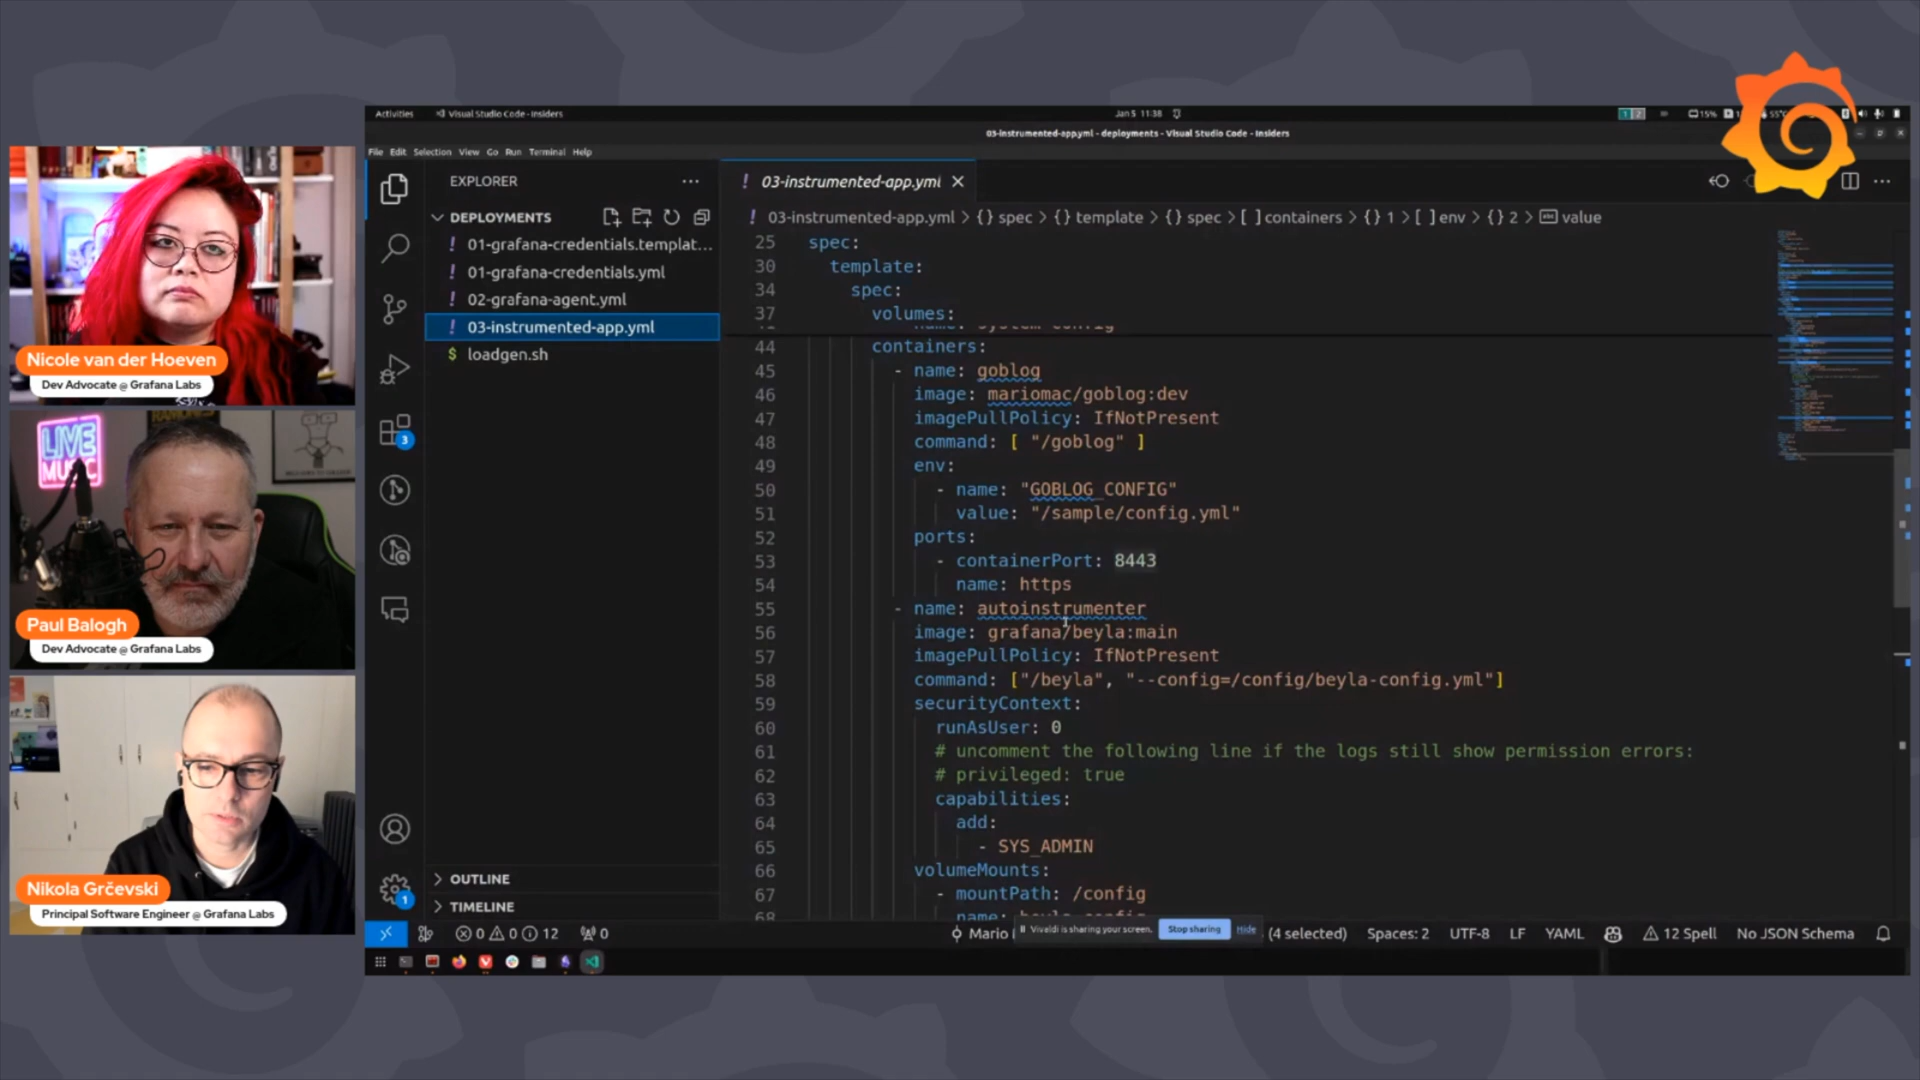 Activities
Visual Studio Code - Insiders
Jan 5 11:38
15%
03-instrumented-app.yml - deployments - Visual Studio Code - Insiders
File Edit Selection View Go Run Terminal Help
EXPLORER
DEPLOYMENTS
01-grafana-credentials.templat...
01-grafana-credentials.yml
02-grafana-agent.yml
03-instrumented-app.yml
$ loadgen.sh
OUTLINE
TIMELINE
3
1
! 03-instrumented-app.yml
! 03-instrumented-app.yml > {} spec > {} template > {} spec > [ ] containers > {} 1 > [ ] env > {} 2 > value
25 spec:
30 template:
34 spec:
37 volumes:
44 containers:
45 - name: goblog
46 image: mariomac/goblog:dev
47 imagePullPolicy: IfNotPresent
48 command: [ "/goblog" ]
49 env:
50 - name: "GOBLOG_CONFIG"
51 value: "/sample/config.yml"
52 ports:
53 - containerPort: 8443
54 name: https
55 - name: autoinstrumenter
56 image: grafana/beyla:main
57 imagePullPolicy: IfNotPresent
58 command: ["/beyla", "--config=/config/beyla-config.yml"]
59 securityContext:
60 runAsUser: 0
61 # uncomment the following line if the logs still show permission errors:
62 # privileged: true
63 capabilities:
64 add:
65 - SYS_ADMIN
66 volumeMounts:
67 - mountPath: /config
68
0 0 12 0
Mario
Vivaldi is sharing your screen. Stop sharing Hide
(4 selected) Spaces: 2 UTF-8 LF YAML 12 Spell No JSON Schema
LIVE
MUSIC
RAMONES
Nicole van der Hoeven
Dev Advocate @ Grafana Labs
Paul Balogh
Dev Advocate @ Grafana Labs
Nikola Grčevski
Principal Software Engineer @ Grafana Labs